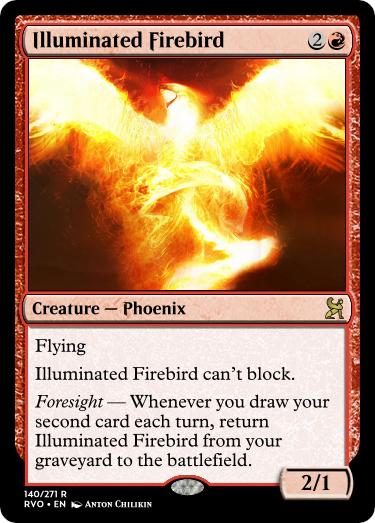 Illuminated Firebird 2
Creature — Phoenix
Flying
Illuminated Firebird can't block.
Foresight — Whenever you draw your
second card each turn, return
Illuminated Firebird from your
graveyard to the battlefield.
2/1
140/271 R
RVO • EN Anton Chilikin